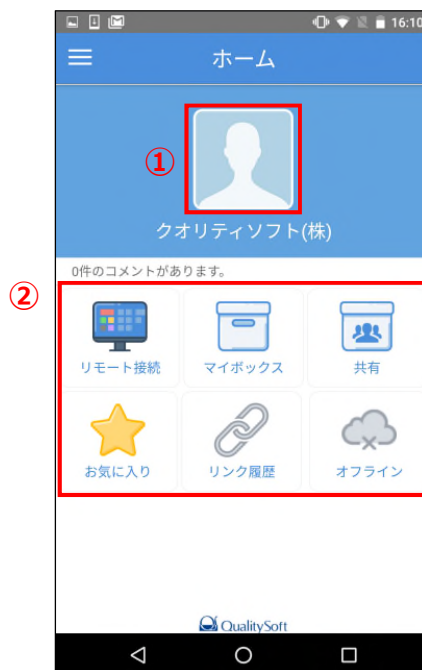 16:10
ホーム
①
クオリティソフト(株)
0件のコメントがあります。
②
リモート接続 マイボックス 共有
お気に入り リンク履歴 オフライン
QualitySoft